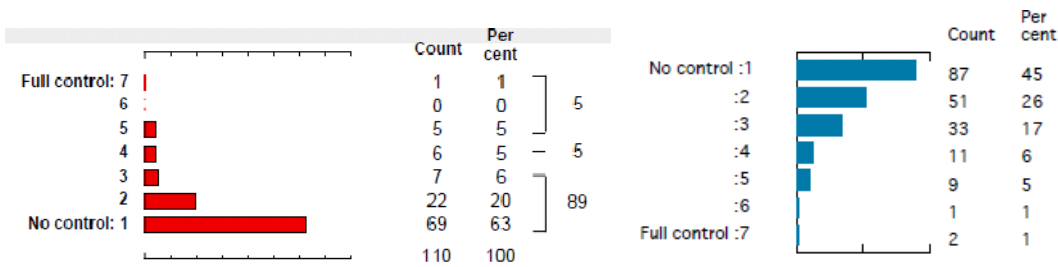 Count Per cent
Full control: 7 1 1
6 0 0 5
5 5 5
4 6 5 5
3 7 6
2 22 20 89
No control: 1 69 63
110 100
Count Per cent
No control :1 87 45
:2 51 26
:3 33 17
:4 11 6
:5 9 5
:6 1 1
Full control :7 2 1